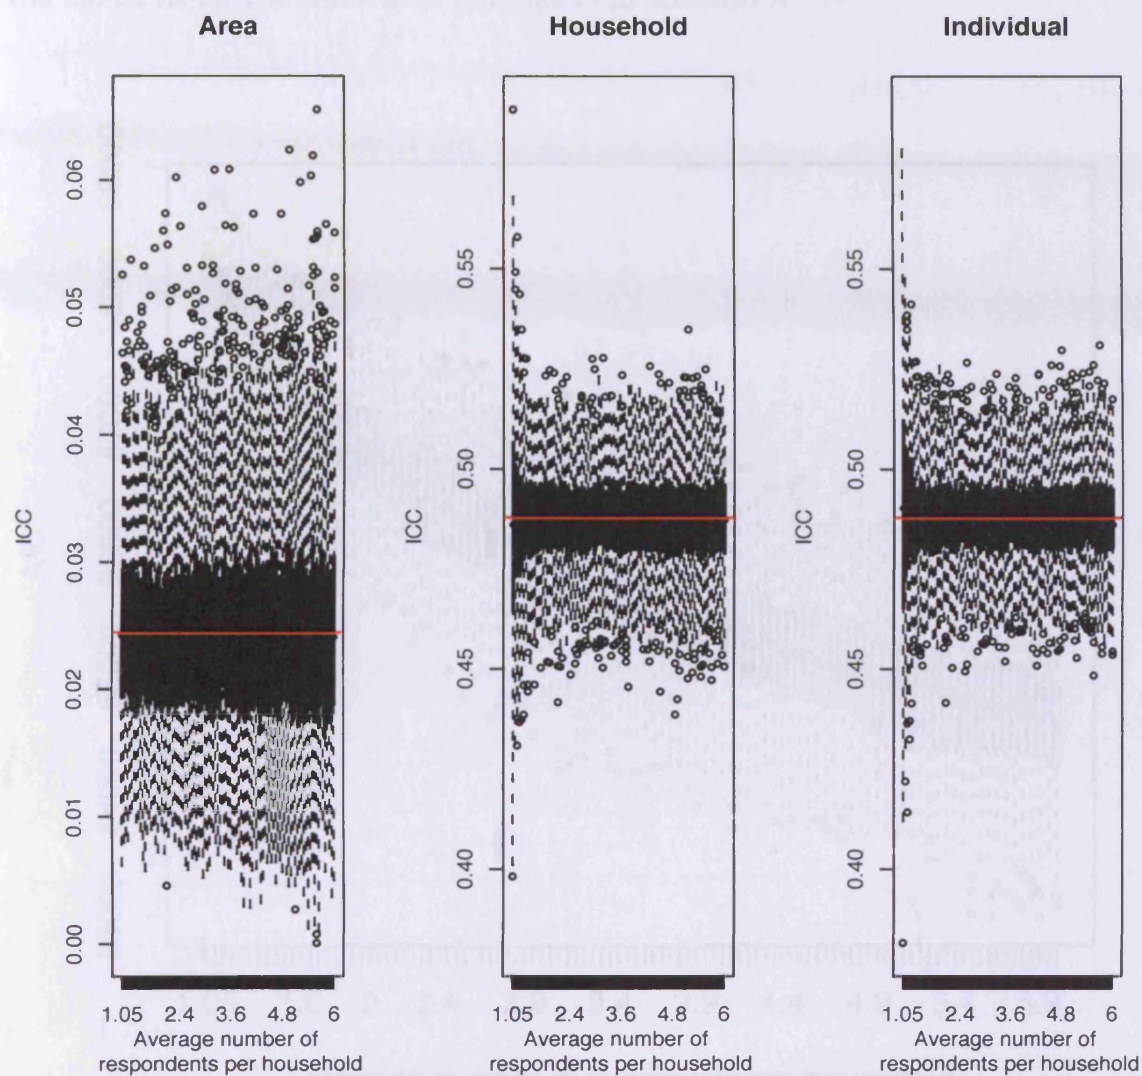 Area
Household
Individual
ICC
0.00
0.01
0.02
0.03
0.04
0.05
0.06
1.05 2.4 3.6 4.8 6
Average number of
respondents per household
ICC
0.40
0.45
0.50
0.55
1.05 2.4 3.6 4.8 6
Average number of
respondents per household
ICC
0.40
0.45
0.50
0.55
1.05 2.4 3.6 4.8 6
Average number of
respondents per household